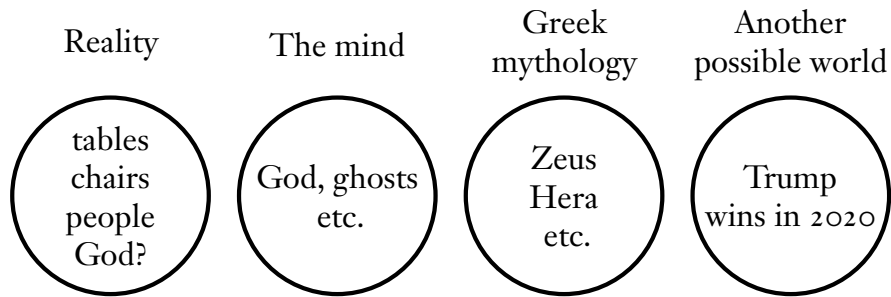 Reality
The mind
Greek
mythology
Another
possible world
tables
chairs
people
God?
God, ghosts
etc.
Zeus
Hera
etc.
Trump
wins in 2020